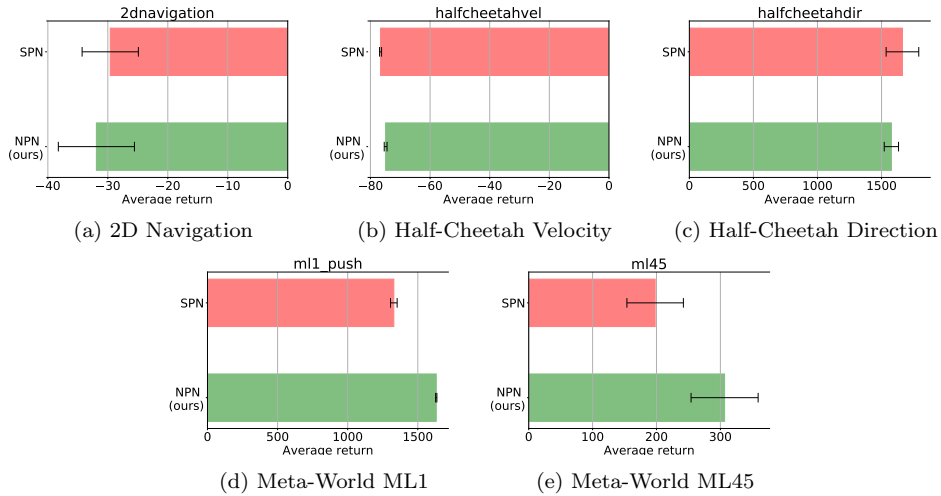 2dnavigation
SPN
NPN
(ours)
−40 −30 −20 −10 0
Average return
(a) 2D Navigation
halfcheetahvel
SPN
NPN
(ours)
−80 −60 −40 −20 0
Average return
(b) Half-Cheetah Velocity
halfcheetahdir
SPN
NPN
(ours)
0 500 1000 1500
Average return
(c) Half-Cheetah Direction
ml1_push
SPN
NPN
(ours)
0 500 1000 1500
Average return
(d) Meta-World ML1
ml45
SPN
NPN
(ours)
0 100 200 300
Average return
(e) Meta-World ML45